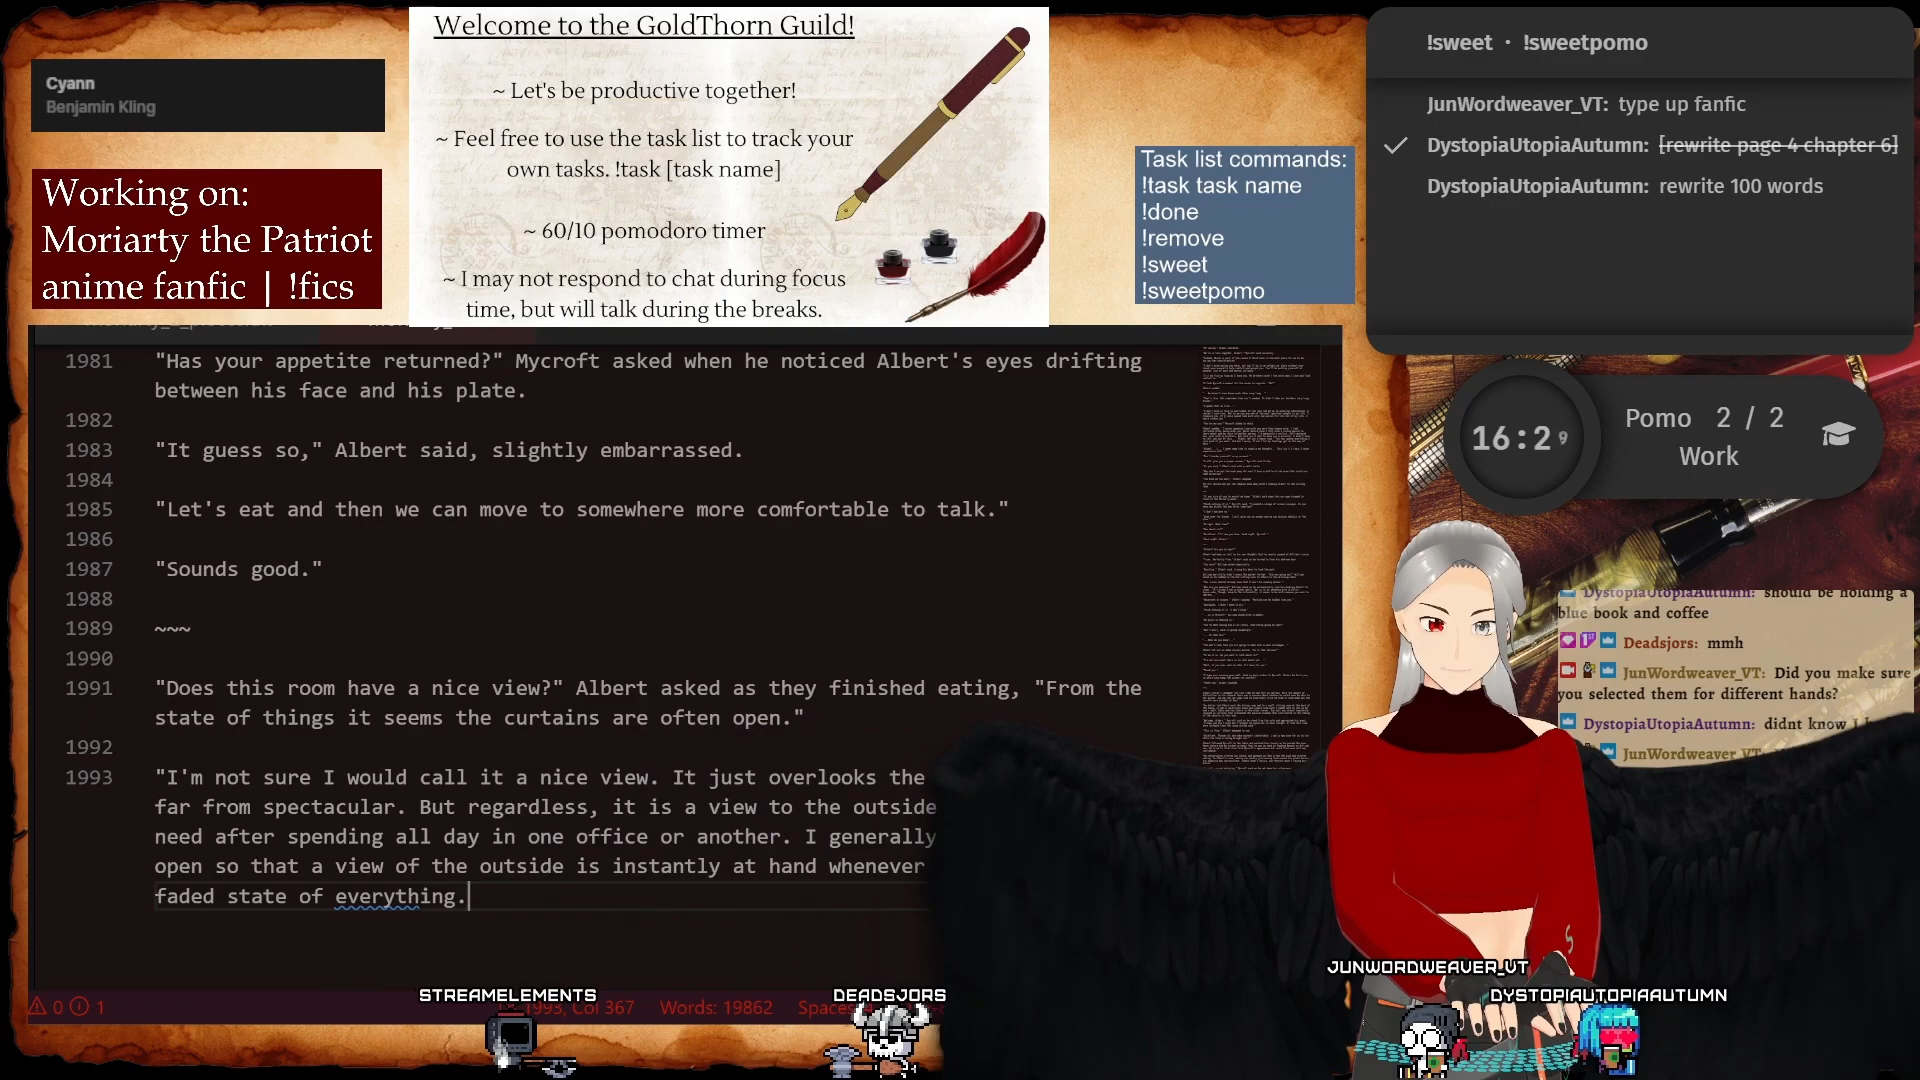 Cyann
Benjamin Kling
Working on:
Moriarty the Patriot
anime fanfic | !fics
Welcome to the GoldThorn Guild!
~ Let's be productive together!
~ Feel free to use the task list to track your
own tasks. !task [task name]
~ 60/10 pomodoro timer
~ I may not respond to chat during focus
time, but will talk during the breaks.
Task list commands:
!task task name
!done
!remove
!sweet
!sweetpomo
!sweet · !sweetpomo
JunWordweaver_VT: type up fanfic
DystopiaUtopiaAutumn: [rewrite page 4 chapter 6]
DystopiaUtopiaAutumn: rewrite 100 words
16:29
Pomo 2 / 2
Work
1981 "Has your appetite returned?" Mycroft asked when he noticed Albert's eyes drifting
between his face and his plate.
1982
1983 "It guess so," Albert said, slightly embarrassed.
1984
1985 "Let's eat and then we can move to somewhere more comfortable to talk."
1986
1987 "Sounds good."
1988
1989 ~~~
1990
1991 "Does this room have a nice view?" Albert asked as they finished eating, "From the
state of things it seems the curtains are often open."
1992
1993 "I'm not sure I would call it a nice view. It just overlooks the
far from spectacular. But regardless, it is a view to the outside
need after spending all day in one office or another. I generally
open so that a view of the outside is instantly at hand whenever
faded state of everything.
0 1
1993, Col 367 Words: 19862 Spaces
DystopiaUtopiaAutumn: should be holding a
blue book and coffee
Deadsjors: mmh
JunWordweaver_VT: Did you make sure
you selected them for different hands?
DystopiaUtopiaAutumn: didnt know I
JunWordweaver_VT
STREAMELEMENTS
DEADSJORS
JUNWORDWEAVER_VT
DYSTOPIAUTOPIAAUTUMN